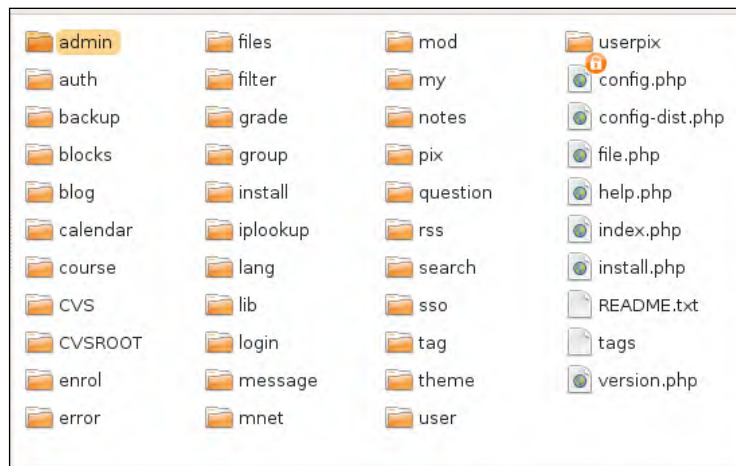 admin
auth
backup
blocks
blog
calendar
course
CVS
CVSROOT
enrol
error
files
filter
grade
group
install
iplookup
lang
lib
login
message
mnet
mod
my
notes
pix
question
rss
search
sso
tag
theme
user
userpix
config.php
config-dist.php
file.php
help.php
index.php
install.php
README.txt
tags
version.php